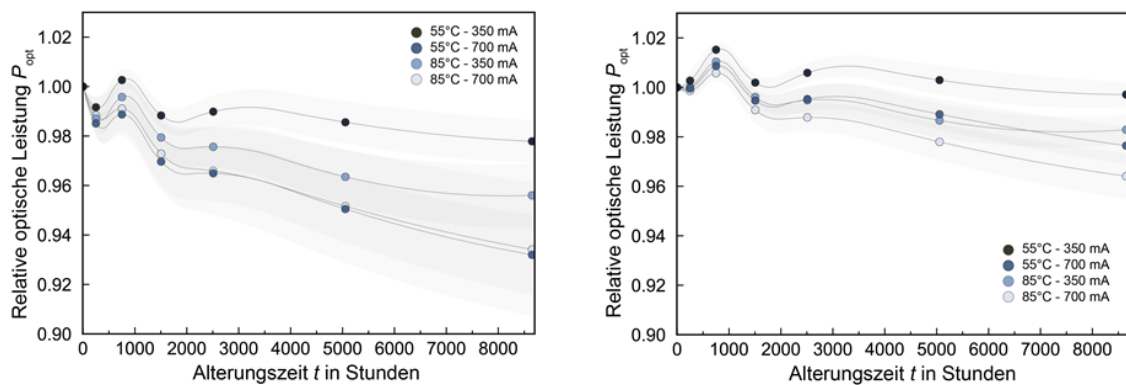 Relative optische Leistung Popt
1.02
1.00
0.98
0.96
0.94
0.92
0.90
55°C - 350 mA
55°C - 700 mA
85°C - 350 mA
85°C - 700 mA
0 1000 2000 3000 4000 5000 6000 7000 8000
Alterungszeit t in Stunden
Relative optische Leistung Popt
1.02
1.00
0.98
0.96
0.94
0.92
0.90
55°C - 350 mA
55°C - 700 mA
85°C - 350 mA
85°C - 700 mA
0 1000 2000 3000 4000 5000 6000 7000 8000
Alterungszeit t in Stunden